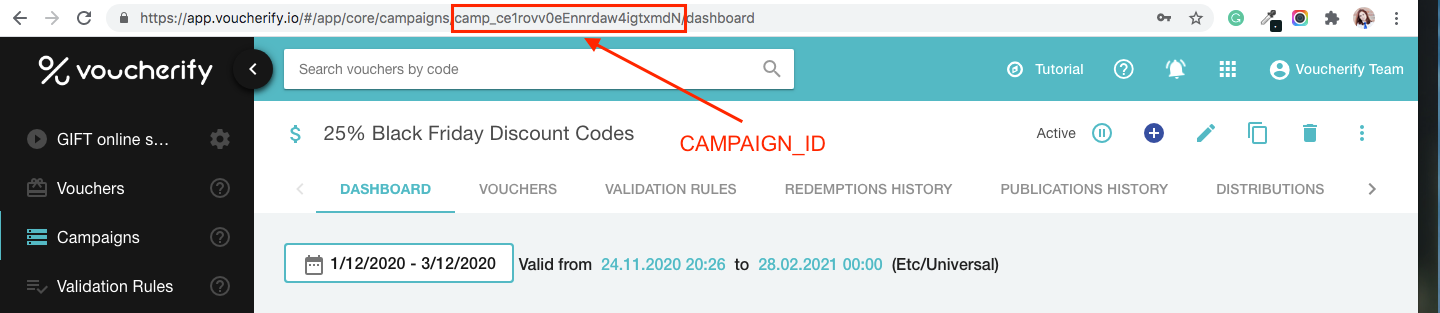 https://app.voucherify.io/#/app/core/campaigns/camp_ce1rovv0eEnnrdaw4igtxmdN/dashboard
voucherify
Search vouchers by code
Tutorial
Voucherify Team
GIFT online s...
25% Black Friday Discount Codes
CAMPAIGN_ID
Active
Vouchers
DASHBOARD VOUCHERS VALIDATION RULES REDEMPTIONS HISTORY PUBLICATIONS HISTORY DISTRIBUTIONS
Campaigns
1/12/2020 - 3/12/2020 Valid from 24.11.2020 20:26 to 28.02.2021 00:00 (Etc/Universal)
Validation Rules